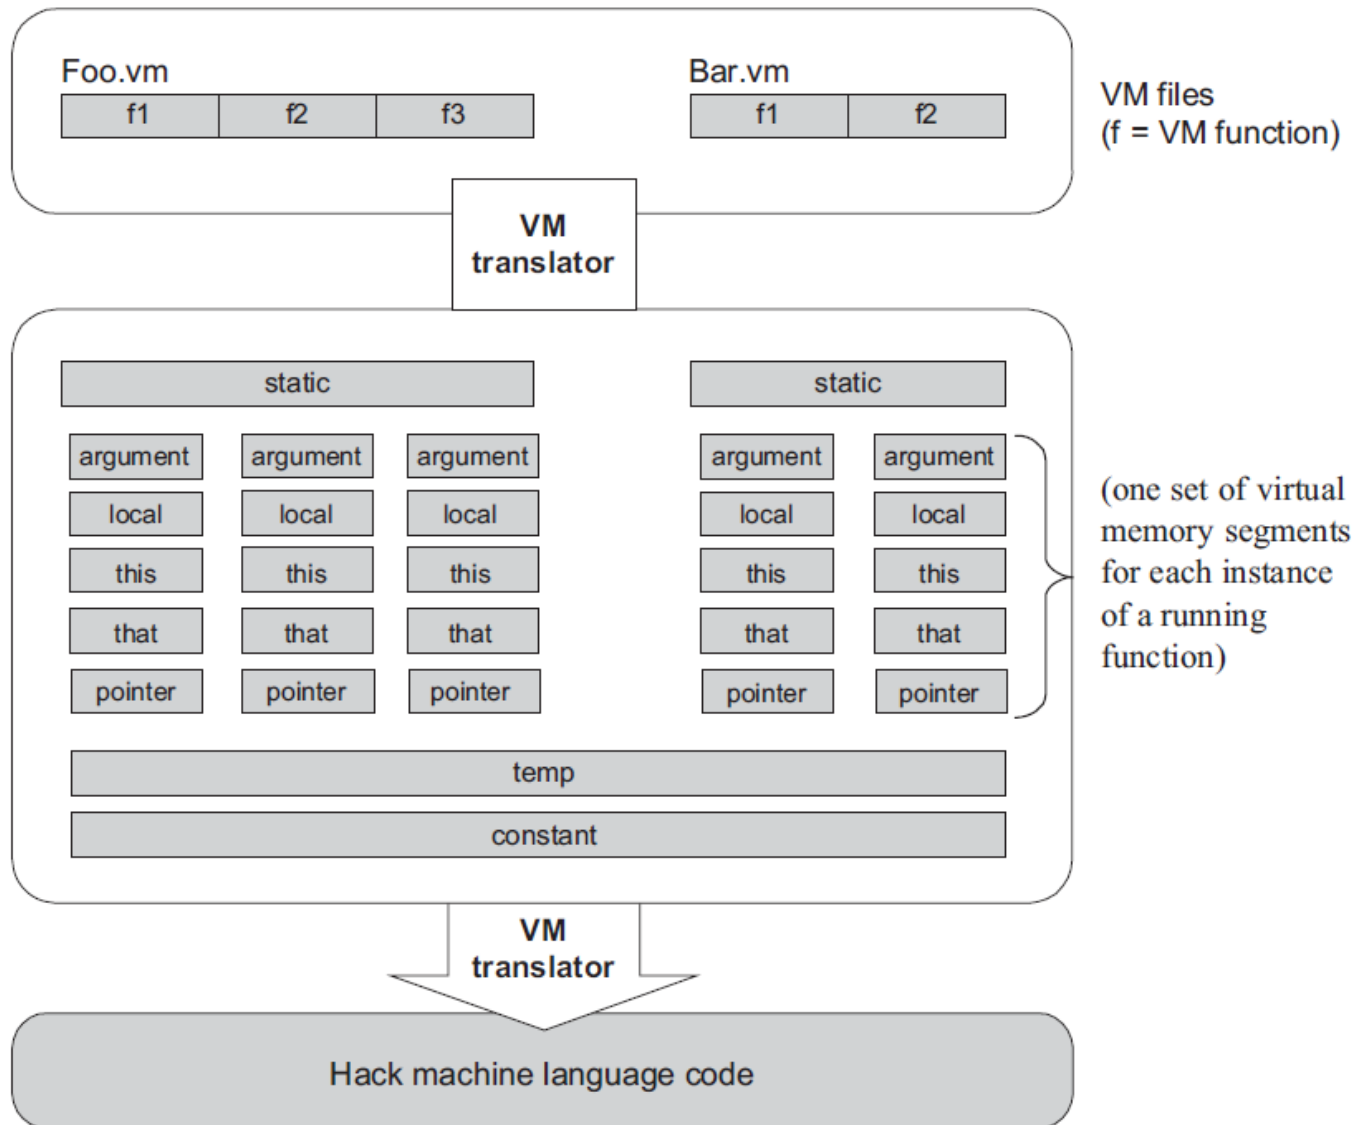 Foo.vm
Bar.vm
f1 f2 f3
f1 f2
VM files
(f = VM function)
VM
translator
static
static
argument argument argument argument argument
local local local local local
this this this this this
that that that that that
pointer pointer pointer pointer pointer
(one set of virtual
memory segments
for each instance
of a running
function)
temp
constant
VM
translator
Hack machine language code